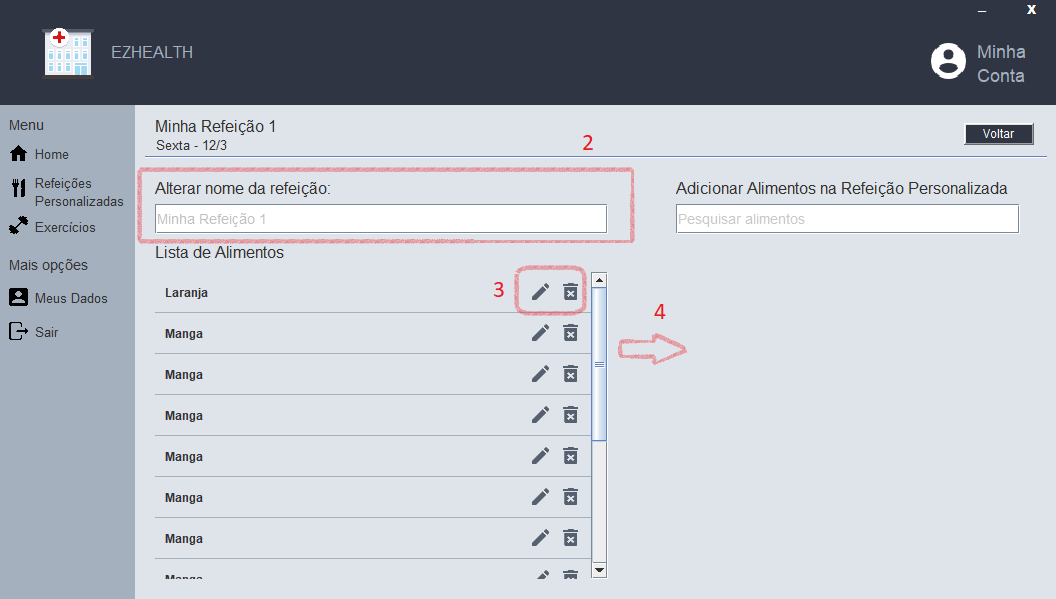 X
EZHEALTH
Minha
Conta
Menu
Home
Refeições
Personalizadas
Exercícios
Mais opções
Meus Dados
Sair
Minha Refeição 1
Sexta - 12/3
2
Voltar
Alterar nome da refeição:
Minha Refeição 1
Adicionar Alimentos na Refeição Personalizada
Pesquisar alimentos
Lista de Alimentos
Laranja
3
4
Manga
Manga
Manga
Manga
Manga
Manga
Manga